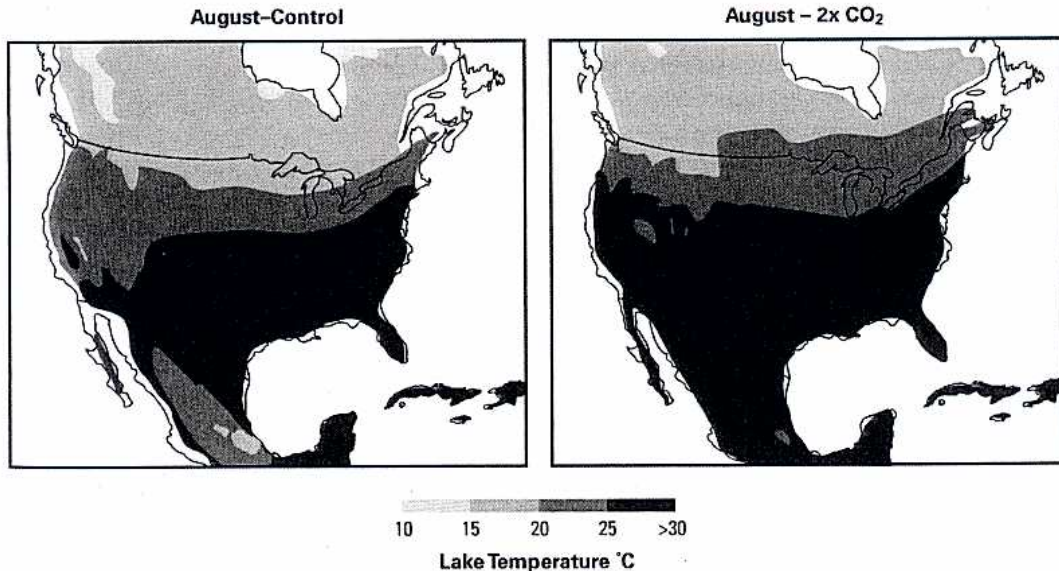 August–Control
August – 2x CO₂
10 15 20 25 >30
Lake Temperature °C